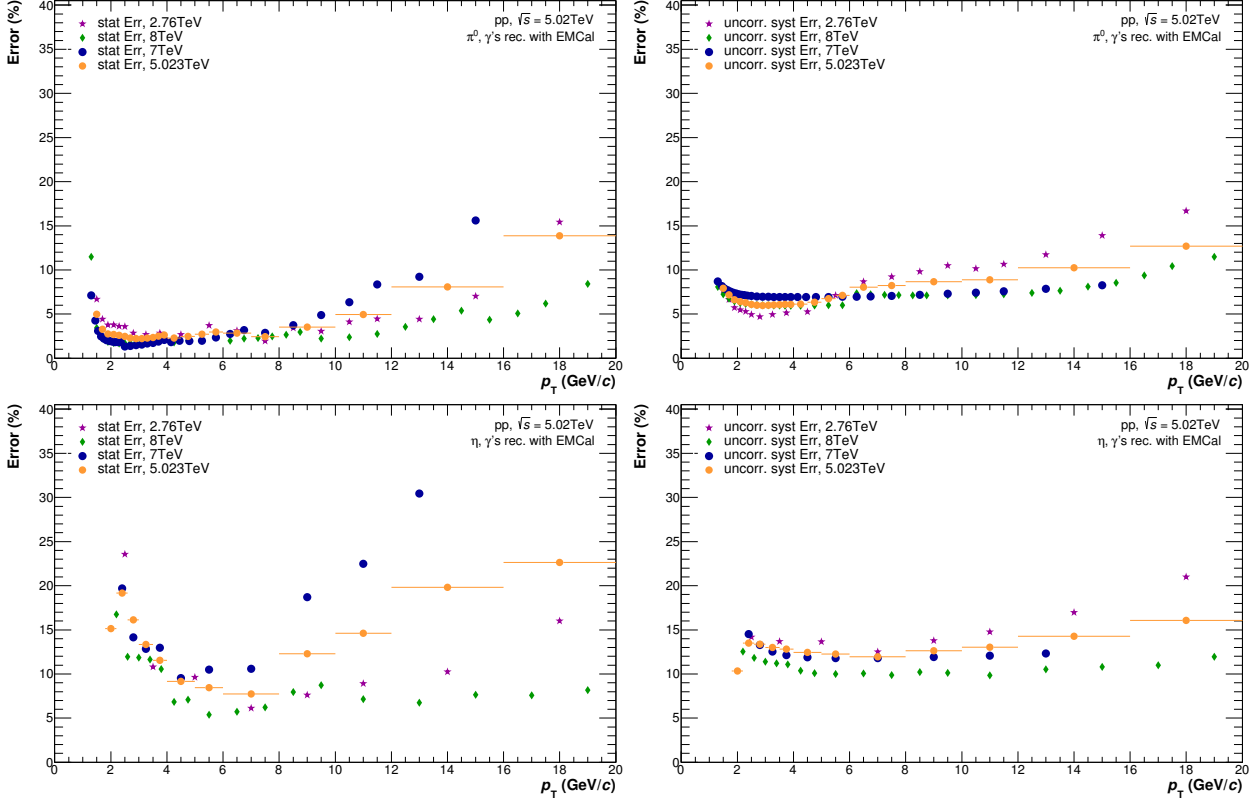 Error (%)
40
35
30
25
20
15
10
5
0
stat Err, 2.76TeV
stat Err, 8TeV
stat Err, 7TeV
stat Err, 5.023TeV
pp, √s = 5.02TeV
π⁰, γ's rec. with EMCal
0 2 4 6 8 10 12 14 16 18 20
p_T (GeV/c)
Error (%)
40
35
30
25
20
15
10
5
0
uncorr. syst Err, 2.76TeV
uncorr. syst Err, 8TeV
uncorr. syst Err, 7TeV
uncorr. syst Err, 5.023TeV
pp, √s = 5.02TeV
π⁰, γ's rec. with EMCal
0 2 4 6 8 10 12 14 16 18 20
p_T (GeV/c)
Error (%)
40
35
30
25
20
15
10
5
0
stat Err, 2.76TeV
stat Err, 8TeV
stat Err, 7TeV
stat Err, 5.023TeV
pp, √s = 5.02TeV
η, γ's rec. with EMCal
0 2 4 6 8 10 12 14 16 18 20
p_T (GeV/c)
Error (%)
40
35
30
25
20
15
10
5
0
uncorr. syst Err, 2.76TeV
uncorr. syst Err, 8TeV
uncorr. syst Err, 7TeV
uncorr. syst Err, 5.023TeV
pp, √s = 5.02TeV
η, γ's rec. with EMCal
2 4 6 8 10 12 14 16 18 20
p_T (GeV/c)